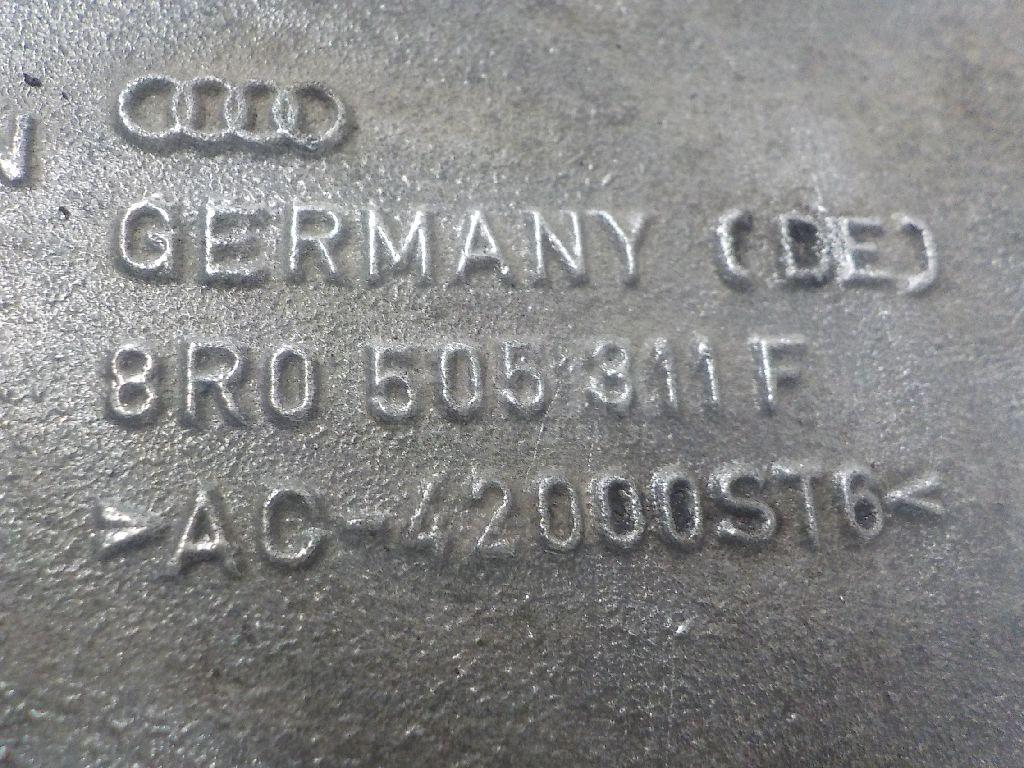 GERMANY (DE)
8R0 505 311 F
>AC-42000ST6<